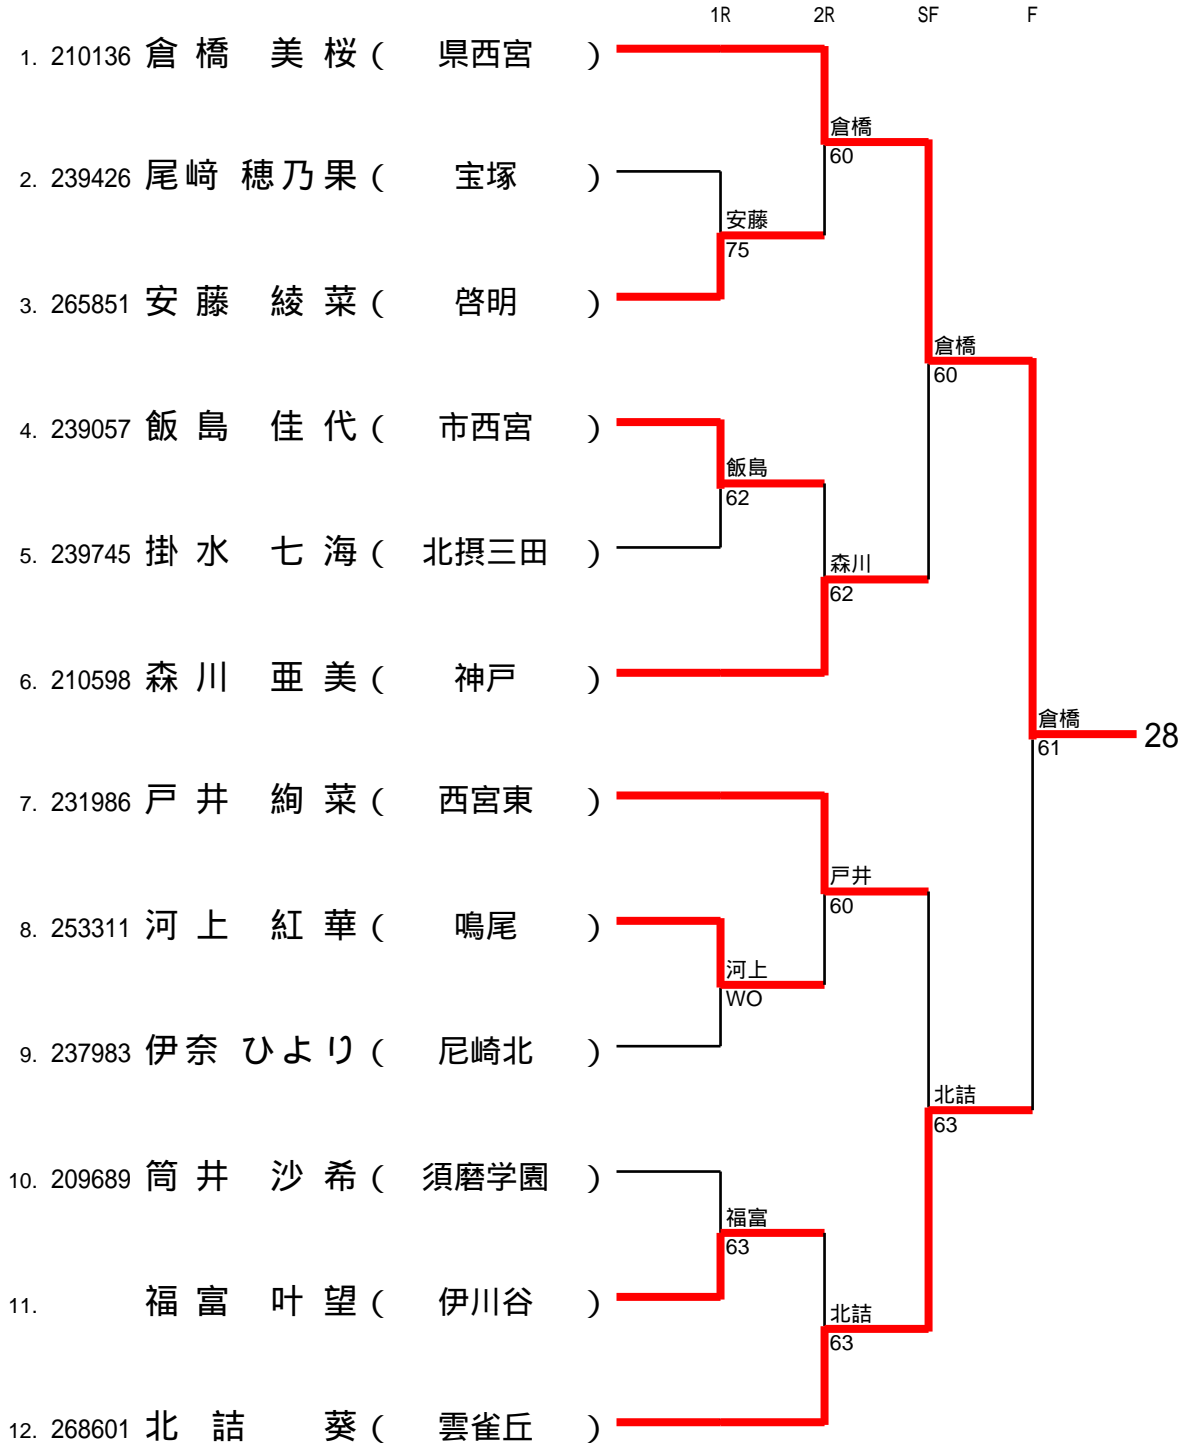 1R 2R SF F
1. 210136 倉橋 美桜 ( 県西宮 )
倉橋
60
2. 239426 尾﨑 穂乃果 ( 宝塚 )
安藤
75
3. 265851 安藤 綾菜 ( 啓明 )
倉橋
60
4. 239057 飯島 佳代 ( 市西宮 )
飯島
62
5. 239745 掛水 七海 ( 北摂三田 )
森川
62
6. 210598 森川 亜美 ( 神戸 )
倉橋
61
28
7. 231986 戸井 絢菜 ( 西宮東 )
戸井
60
8. 253311 河上 紅華 ( 鳴尾 )
河上
WO
9. 237983 伊奈 ひより ( 尼崎北 )
北詰
63
10. 209689 筒井 沙希 ( 須磨学園 )
福富
63
11. 福富 叶望 ( 伊川谷 )
北詰
63
12. 268601 北詰 葵 ( 雲雀丘 )